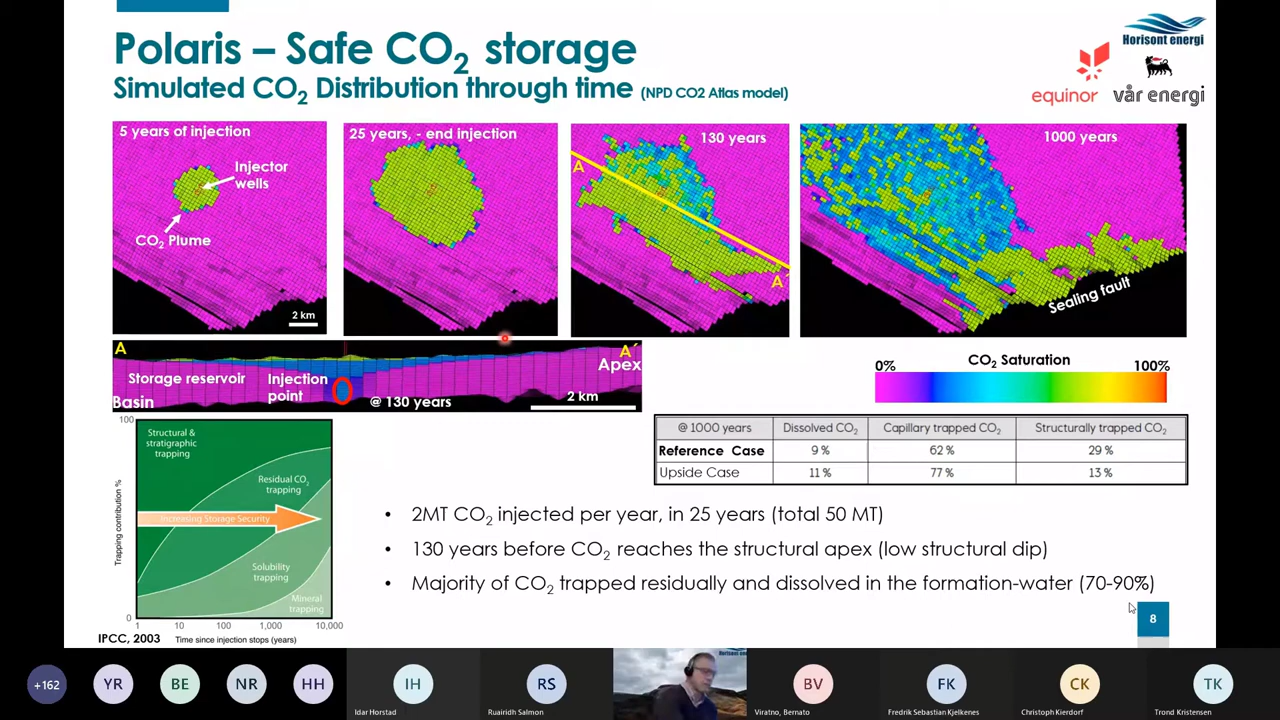 Polaris – Safe CO2 storage
Simulated CO2 Distribution through time (NPD CO2 Atlas model)
Horisont energi
equinor
vår energi
5 years of injection
Injector
wells
CO2 Plume
2 km
25 years, - end injection
130 years
A
A´
1000 years
Sealing fault
A
A´
Storage reservoir
Injection
point
Apex
Basin
@ 130 years
2 km
CO2 Saturation
0%
100%
@ 1000 years Dissolved CO2 Capillary trapped CO2 Structurally trapped CO2
Reference Case 9 % 62 % 29 %
Upside Case 11 % 77 % 13 %
100
Structural &
stratigraphic
trapping
Residual CO2
trapping
Increasing Storage Security
Solubility
trapping
Mineral
trapping
Trapping contribution %
0
1 10 100 1,000 10,000
IPCC, 2003 Time since injection stops (years)
• 2MT CO2 injected per year, in 25 years (total 50 MT)
• 130 years before CO2 reaches the structural apex (low structural dip)
• Majority of CO2 trapped residually and dissolved in the formation-water (70-90%)
8
+162 YR BE NR HH IH RS BV FK CK TK
Horisont energi
Idar Horstad
Ruairidh Salmon
Viratno, Bernato
Fredrik Sebastian Kjelkenes
Christoph Kierdorf
Trond Kristensen